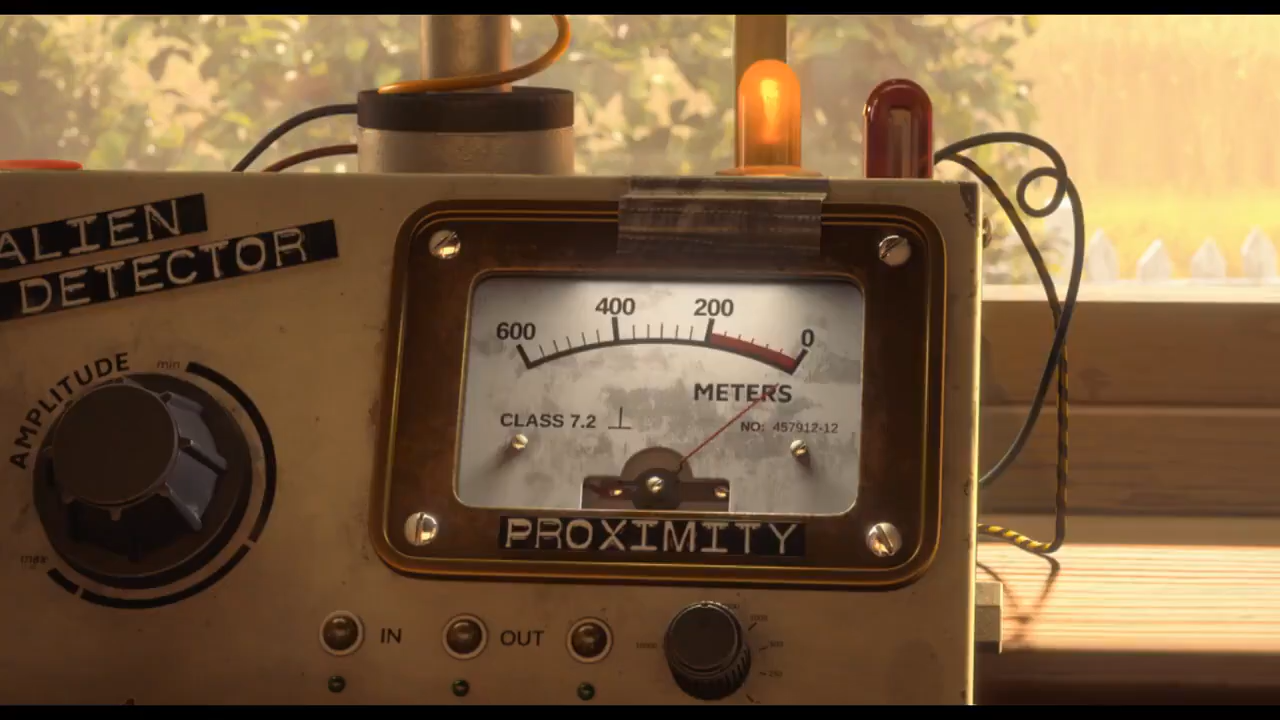 ALIEN
DETECTOR
AMPLITUDE
min
max
600 400 200 0
METERS
CLASS 7.2
NO: 457912-12
PROXIMITY
IN OUT